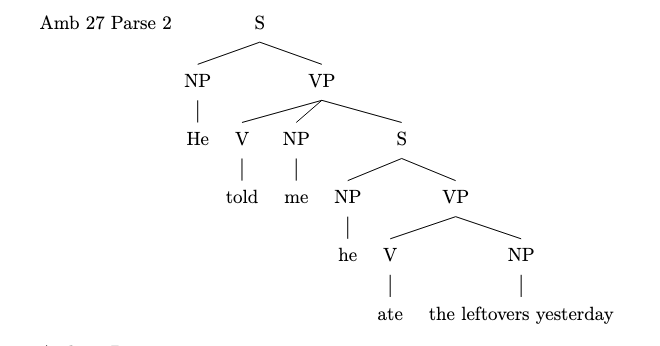 Amb 27 Parse 2 S
NP VP
He V NP S
told me NP VP
he V NP
ate the leftovers yesterday